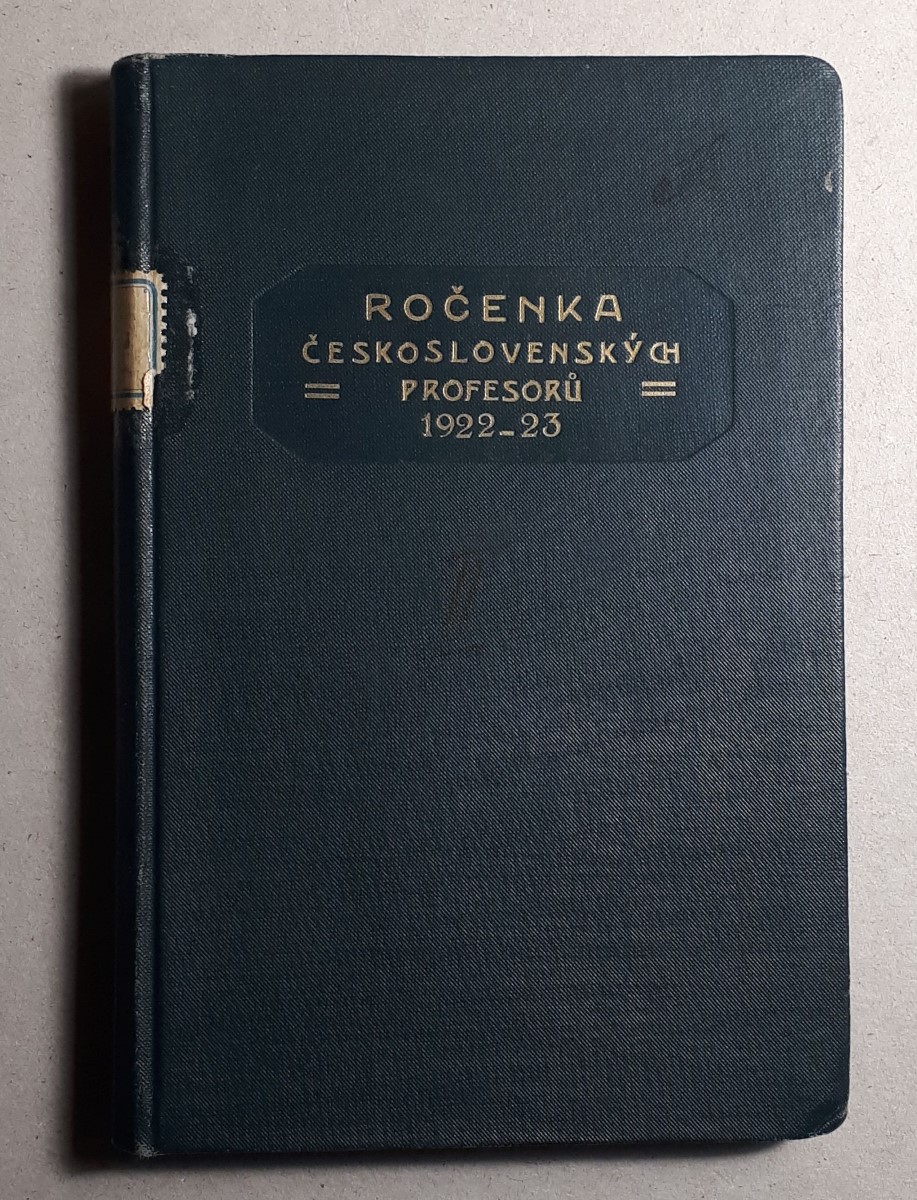 ROČENKA
ČESKOSLOVENSKÝCH
PROFESORŮ
1922-23